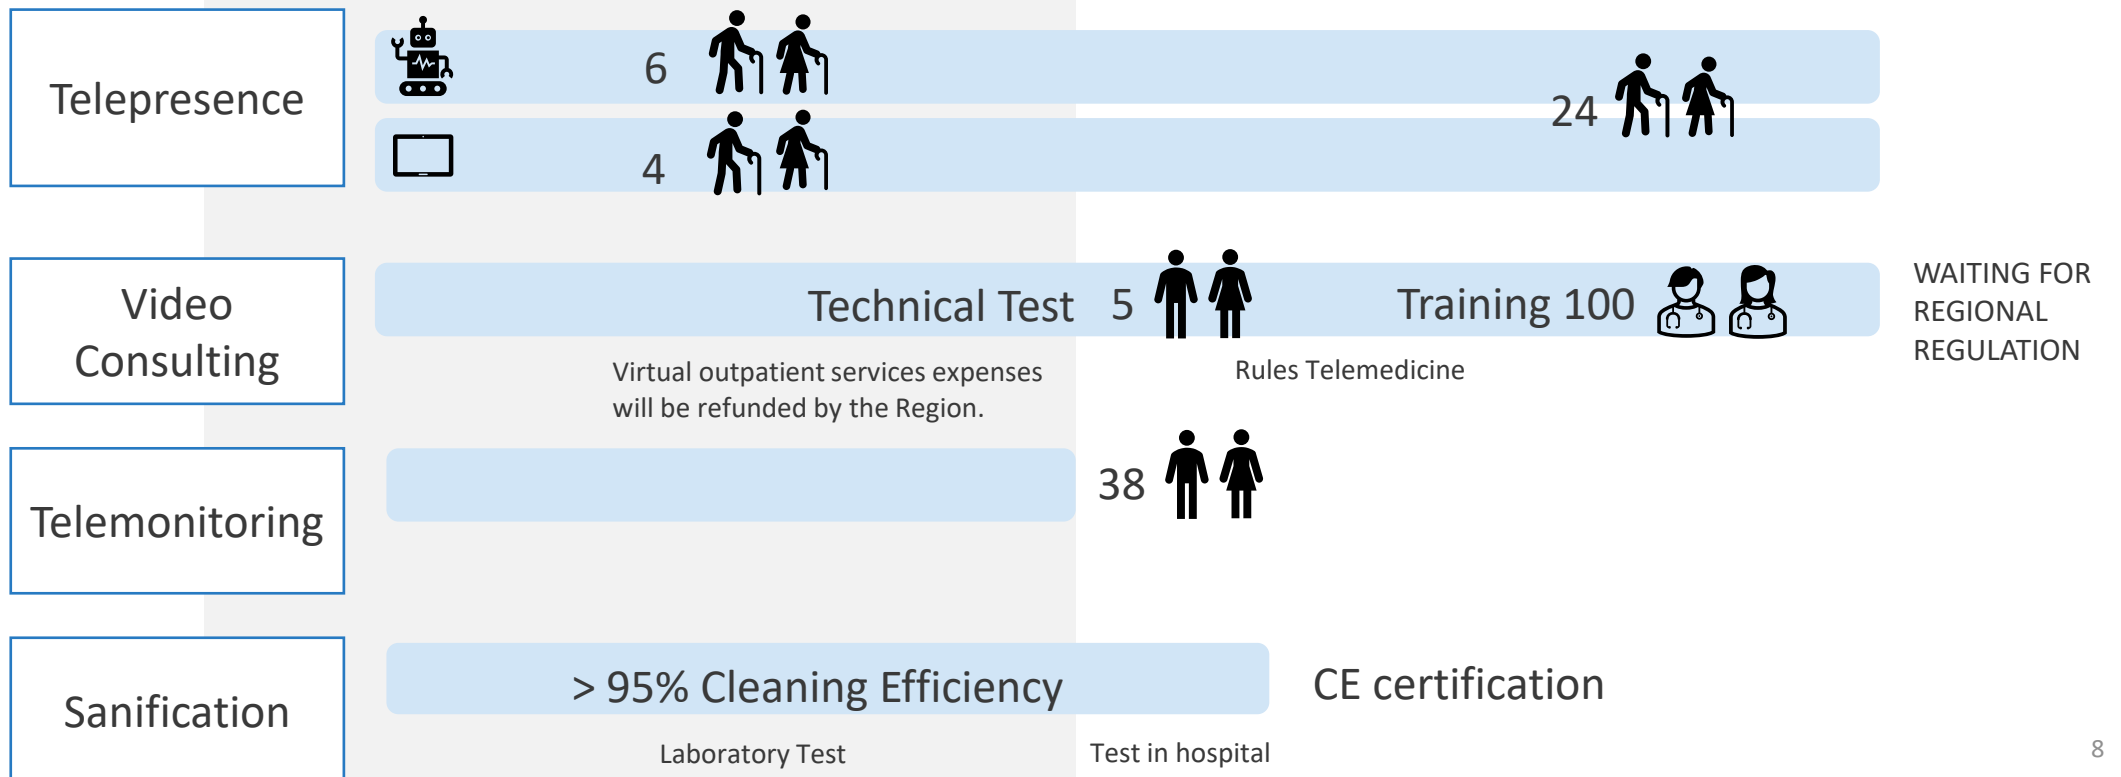 Telepresence
6
4
24
Video
Consulting
Technical Test
5
Training 100
WAITING FOR
REGIONAL
REGULATION
Virtual outpatient services expenses
will be refunded by the Region.
Rules Telemedicine
Telemonitoring
38
Sanification
> 95% Cleaning Efficiency
CE certification
Laboratory Test
Test in hospital
8